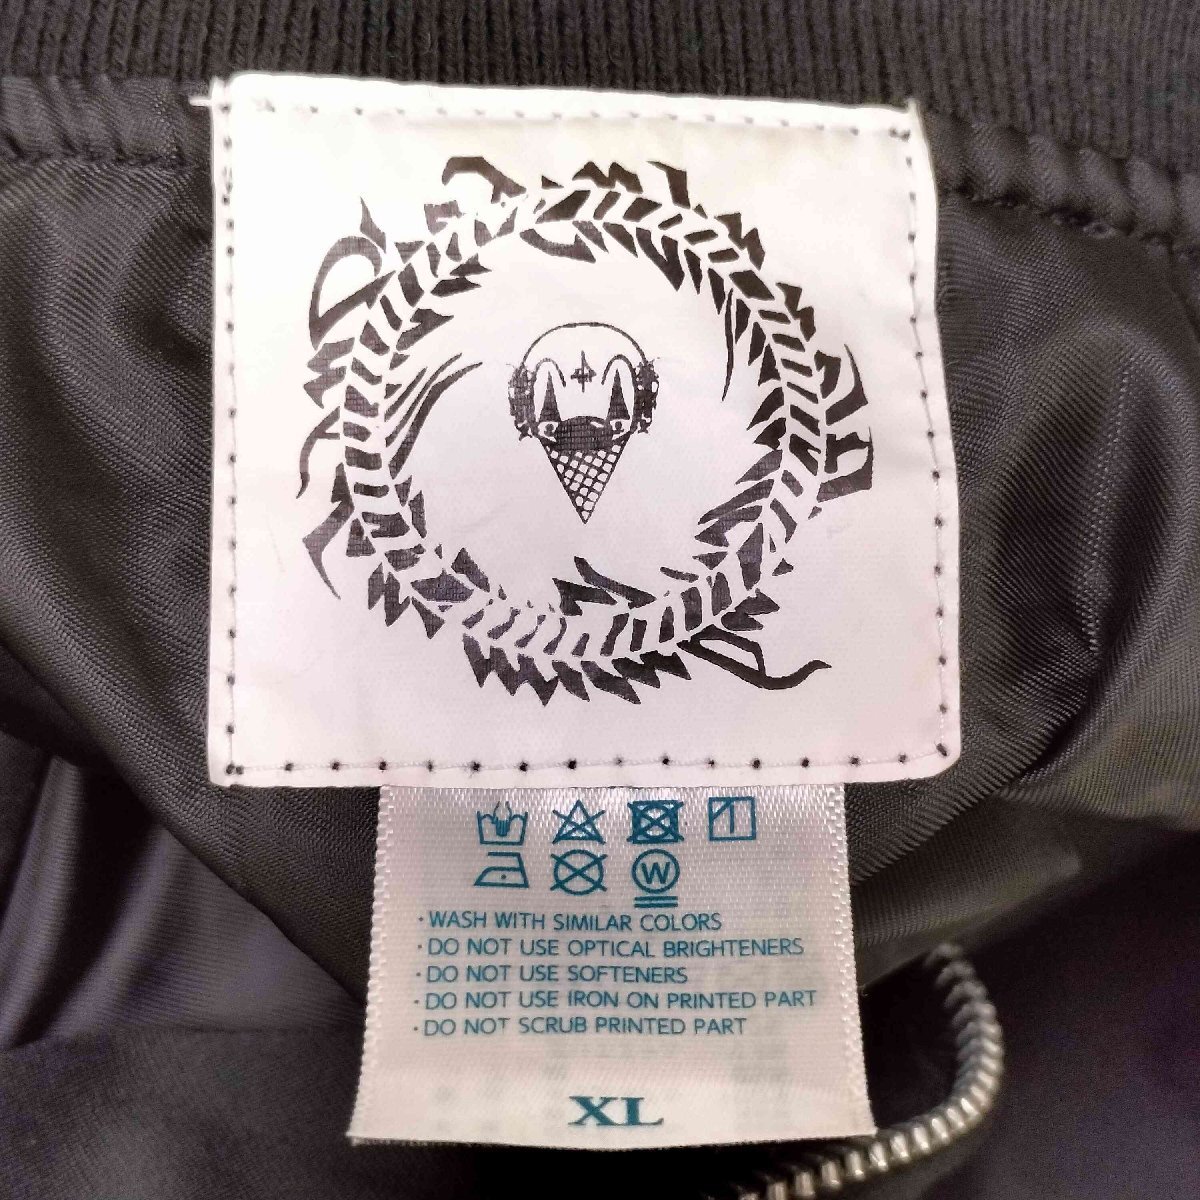 W
· WASH WITH SIMILAR COLORS
· DO NOT USE OPTICAL BRIGHTENERS
· DO NOT USE SOFTENERS
· DO NOT USE IRON ON PRINTED PART
· DO NOT SCRUB PRINTED PART
XL